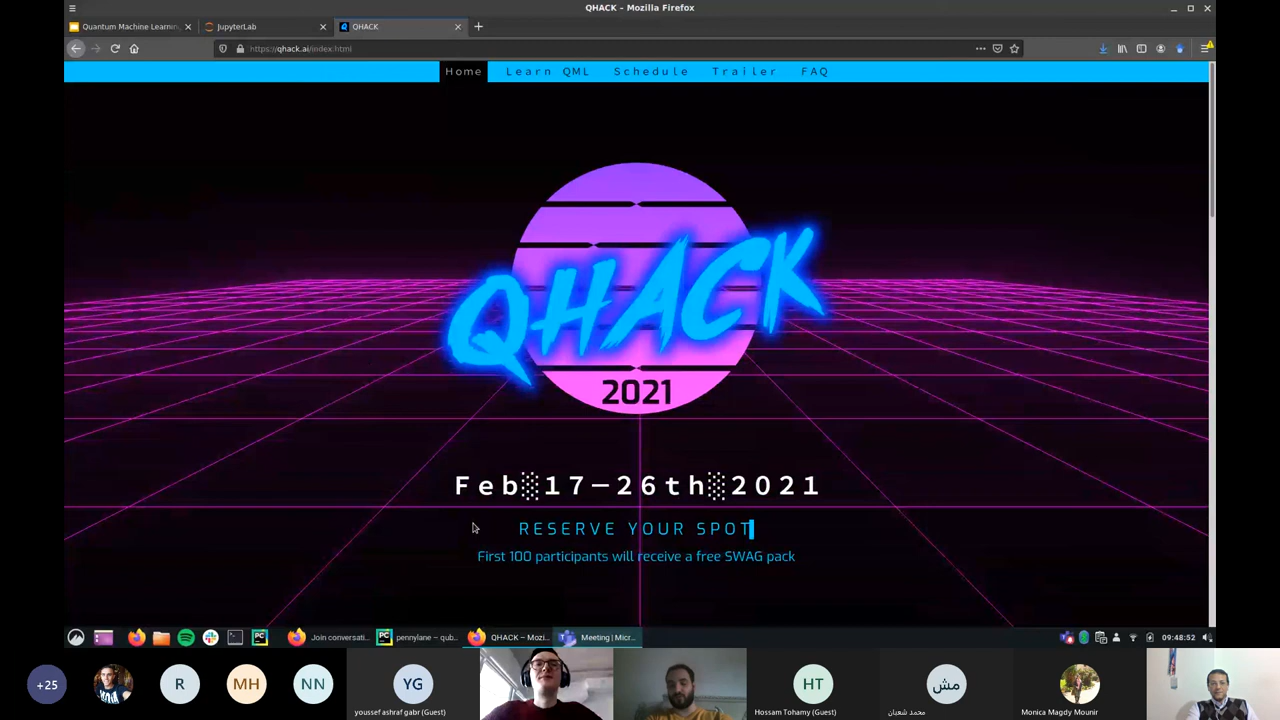 QHACK – Mozilla Firefox
Quantum Machine Learnin
JupyterLab
QHACK
https://qhack.ai/index.html
Home
Learn QML
Schedule
Trailer
FAQ
QHACK
2021
Feb░17—26th░2021
RESERVE YOUR SPOT
First 100 participants will receive a free SWAG pack
Join conversati...
pennylane – qub...
QHACK – Mozi...
Meeting | Micr...
09:48:52
+25
R
MH
NN
YG
youssef ashraf gabr (Guest)
HT
Hossam Tohamy (Guest)
مش
محمد شعبان
Monica Magdy Mounir